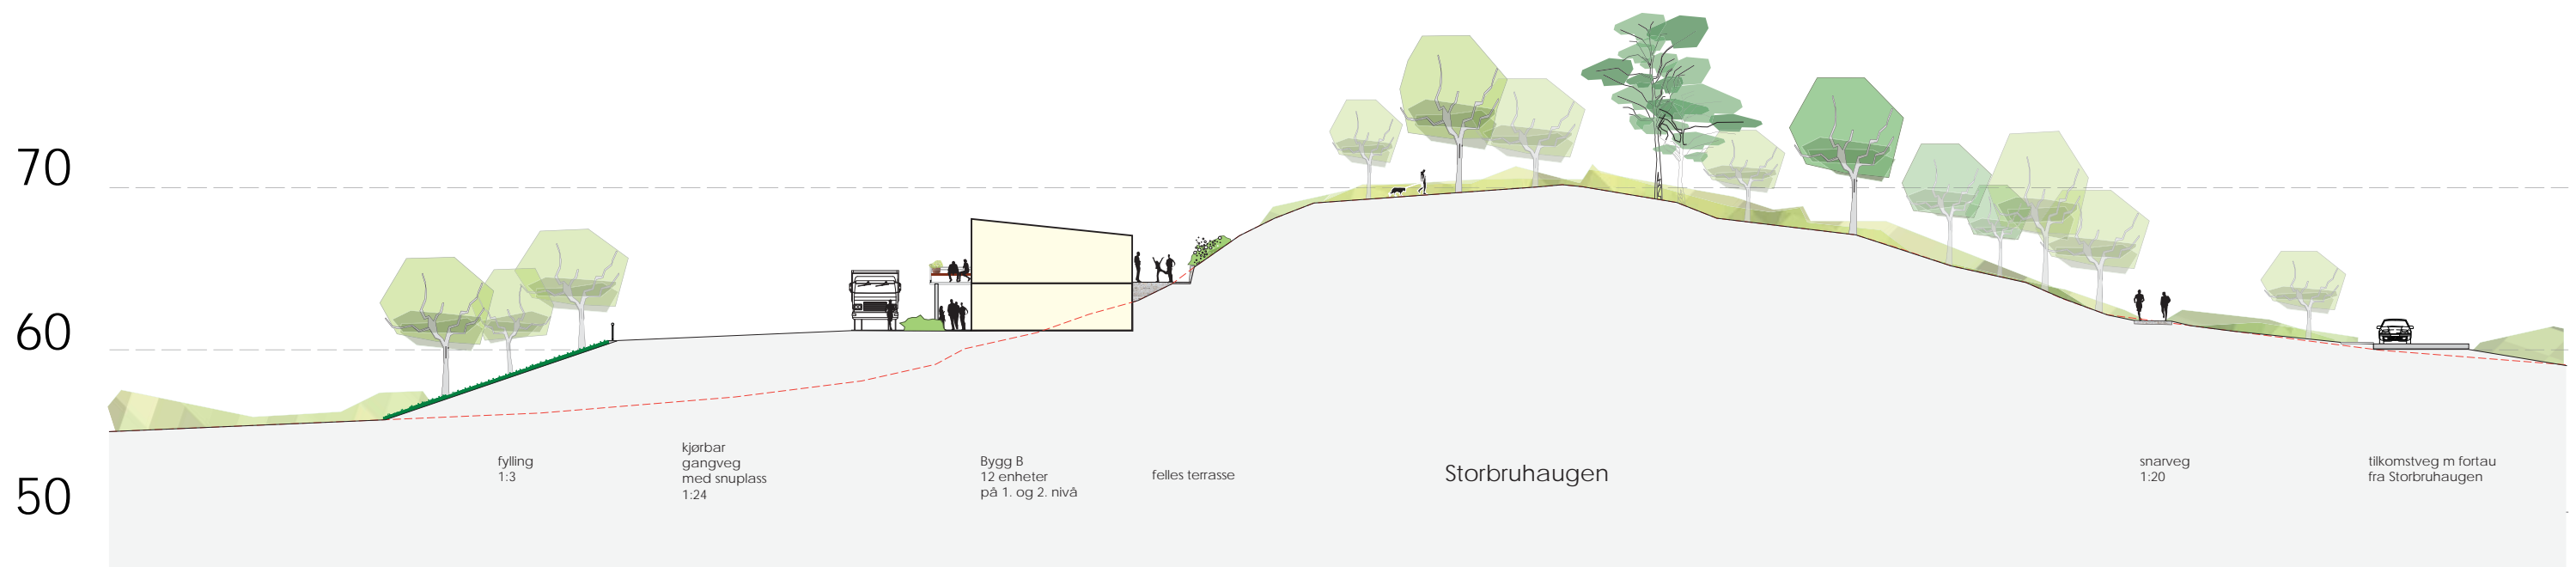 70
60
50
fylling
1:3
kjørbar
gangveg
med snuplass
1:24
Bygg B
12 enheter
på 1. og 2. nivå
felles terrasse
Storbruhaugen
snarveg
1:20
tilkomstveg m fortau
fra Storbruhaugen